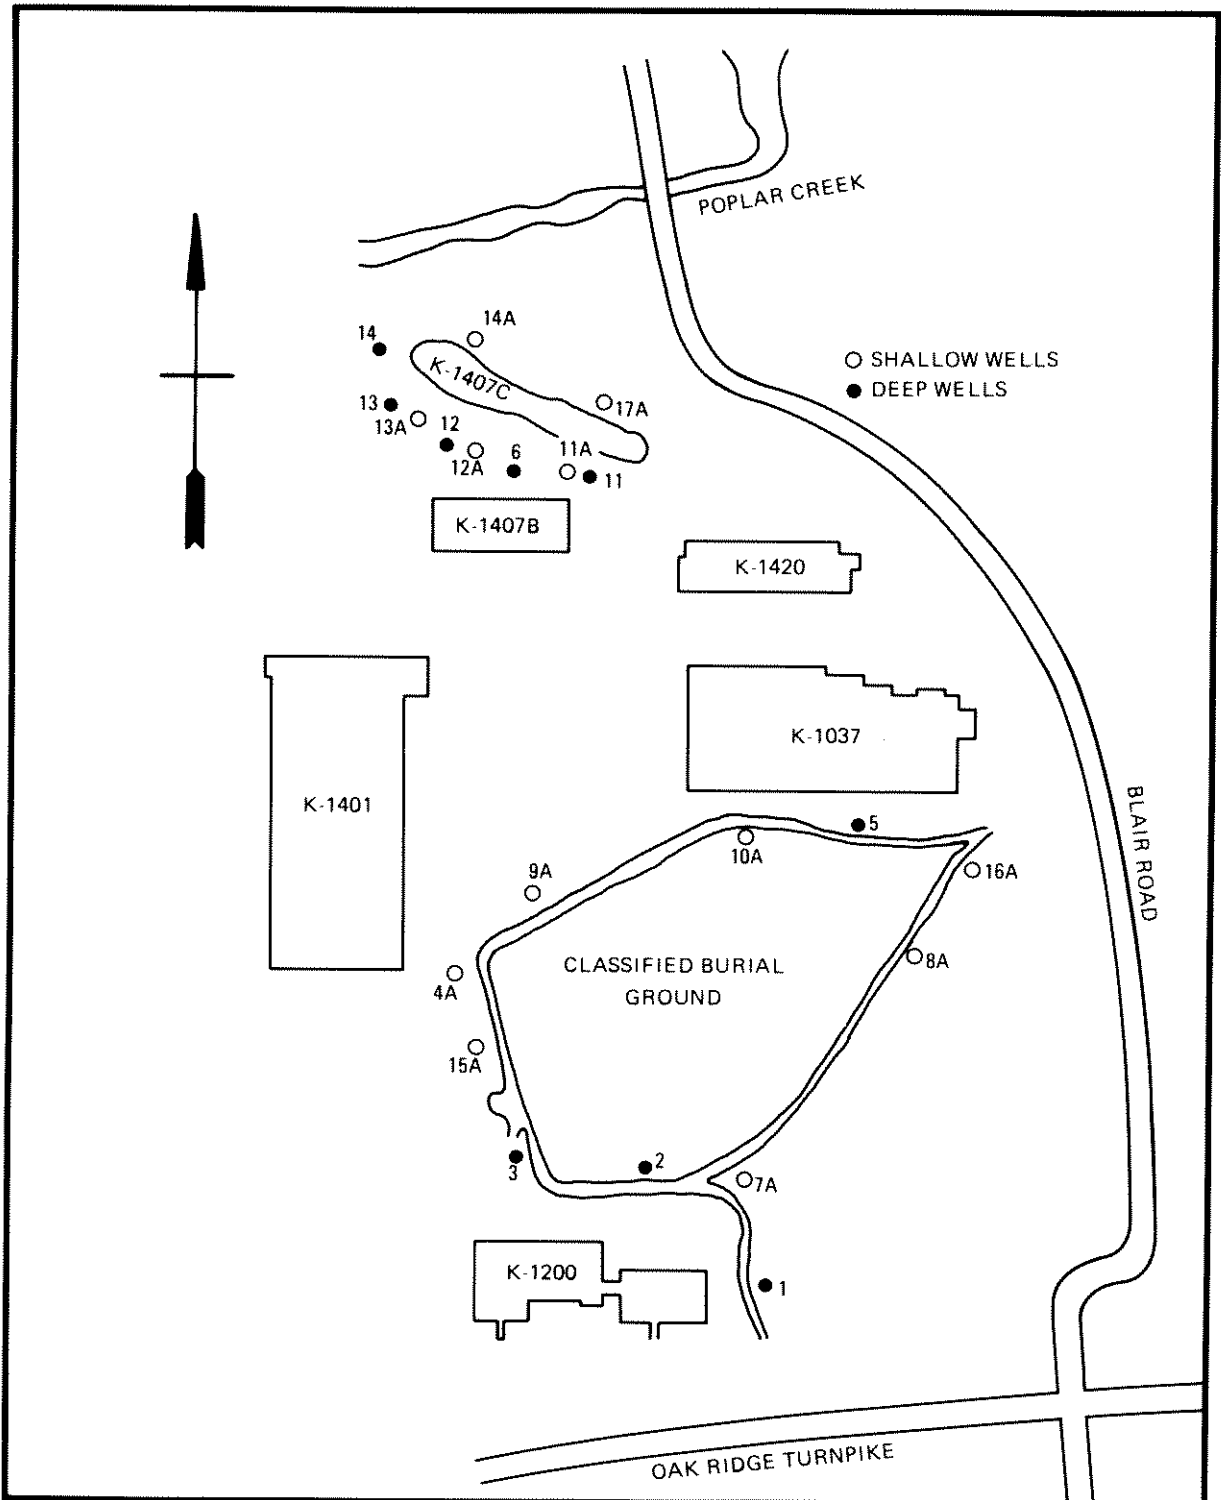 POPLAR CREEK
14A
14
K-1407C
SHALLOW WELLS
DEEP WELLS
13
17A
13A
12
12A
6
11A
11
K-1407B
K-1420
K-1037
K-1401
BLAIR ROAD
5
10A
9A
16A
8A
CLASSIFIED BURIAL
GROUND
4A
15A
3
2
7A
K-1200
1
OAK RIDGE TURNPIKE